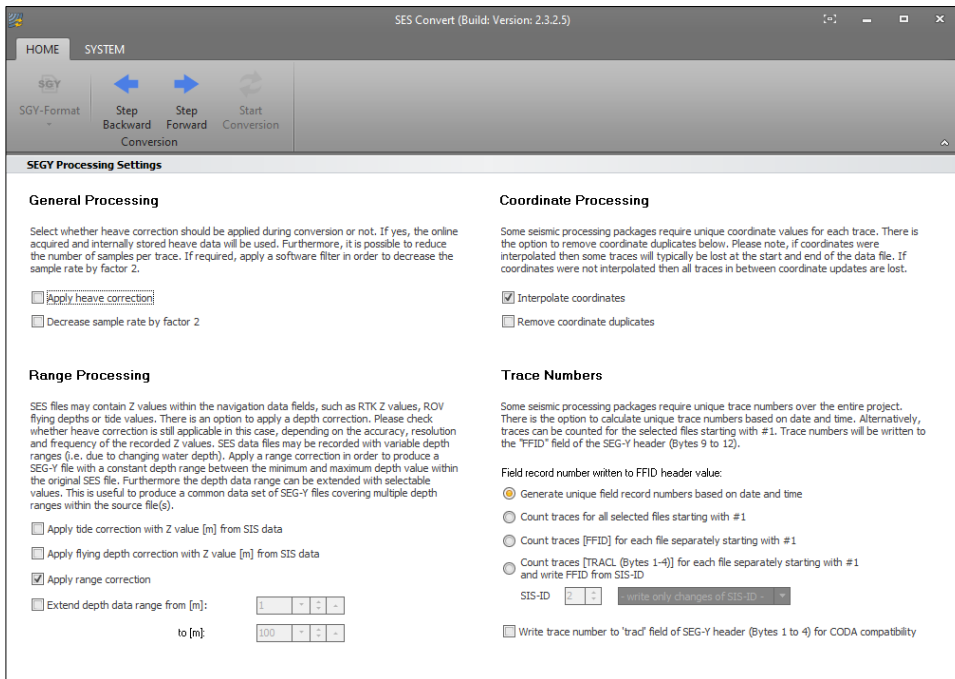 SES Convert (Build: Version: 2.3.2.5)
HOME
SYSTEM
SGY
SGY-Format
Step
Backward
Step
Forward
Start
Conversion
Conversion
SEGY Processing Settings
General Processing
Select whether heave correction should be applied during conversion or not. If yes, the online
acquired and internally stored heave data will be used. Furthermore, it is possible to reduce
the number of samples per trace. If required, apply a software filter in order to decrease the
sample rate by factor 2.
Apply heave correction
Decrease sample rate by factor 2
Coordinate Processing
Some seismic processing packages require unique coordinate values for each trace. There is
the option to remove coordinate duplicates below. Please note, if coordinates were
interpolated then some traces will typically be lost at the start and end of the data file. If
coordinates were not interpolated then all traces in between coordinate updates are lost.
Interpolate coordinates
Remove coordinate duplicates
Range Processing
SES files may contain Z values within the navigation data fields, such as RTK Z values, ROV
flying depths or tide values. There is an option to apply a depth correction. Please check
whether heave correction is still applicable in this case, depending on the accuracy, resolution
and frequency of the recorded Z values. SES data files may be recorded with variable depth
ranges (i.e. due to changing water depth). Apply a range correction in order to produce a
SEG-Y file with a constant depth range between the minimum and maximum depth value within
the original SES file. Furthermore the depth data range can be extended with selectable
values. This is useful to produce a common data set of SEG-Y files covering multiple depth
ranges within the source file(s).
Apply tide correction with Z value [m] from SIS data
Apply flying depth correction with Z value [m] from SIS data
Apply range correction
Extend depth data range from [m]:
1
to [m]:
100
Trace Numbers
Some seismic processing packages require unique trace numbers over the entire project.
There is the option to calculate unique trace numbers based on date and time. Alternatively,
traces can be counted for the selected files starting with #1. Trace numbers will be written to
the "FFID" field of the SEG-Y header (Bytes 9 to 12).
Field record number written to FFID header value:
Generate unique field record numbers based on date and time
Count traces for all selected files starting with #1
Count traces [FFID] for each file separately starting with #1
Count traces [TRACL (Bytes 1-4)] for each file separately starting with #1
and write FFID from SIS-ID
SIS-ID
2
- write only changes of SIS-ID -
Write trace number to 'tracl' field of SEG-Y header (Bytes 1 to 4) for CODA compatibility